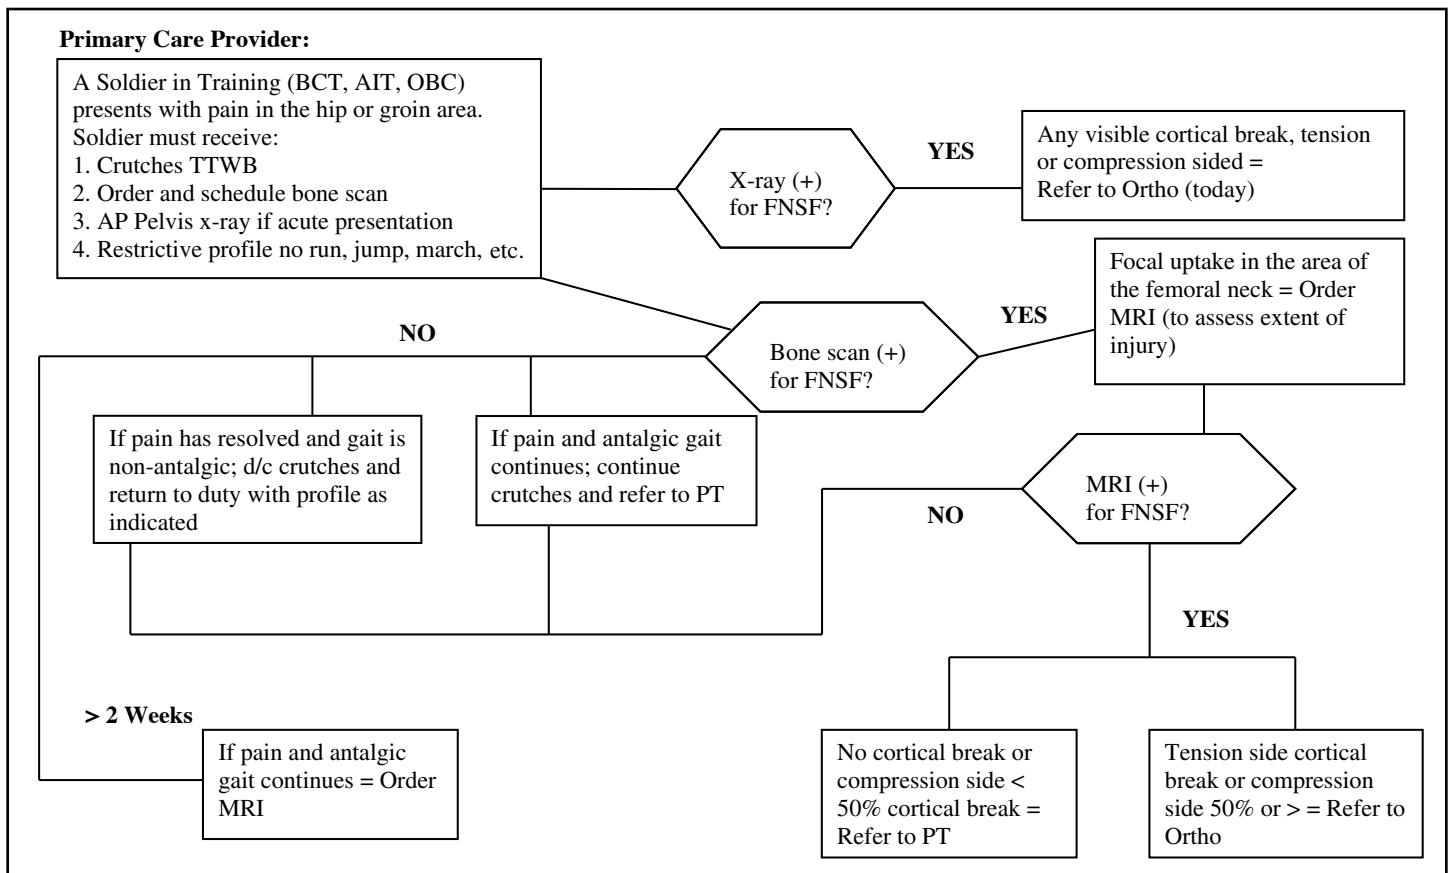 Primary Care Provider:
A Soldier in Training (BCT, AIT, OBC)
presents with pain in the hip or groin area.
Soldier must receive:
1. Crutches TTWB
2. Order and schedule bone scan
3. AP Pelvis x-ray if acute presentation
4. Restrictive profile no run, jump, march, etc.
X-ray (+)
for FNSF?
YES
Any visible cortical break, tension
or compression sided =
Refer to Ortho (today)
Bone scan (+)
for FNSF?
YES
Focal uptake in the area of
the femoral neck = Order
MRI (to assess extent of
injury)
NO
If pain has resolved and gait is
non-antalgic; d/c crutches and
return to duty with profile as
indicated
If pain and antalgic gait
continues; continue
crutches and refer to PT
MRI (+)
for FNSF?
NO
YES
> 2 Weeks
If pain and antalgic
gait continues = Order
MRI
No cortical break or
compression side <
50% cortical break =
Refer to PT
Tension side cortical
break or compression
side 50% or > = Refer to
Ortho